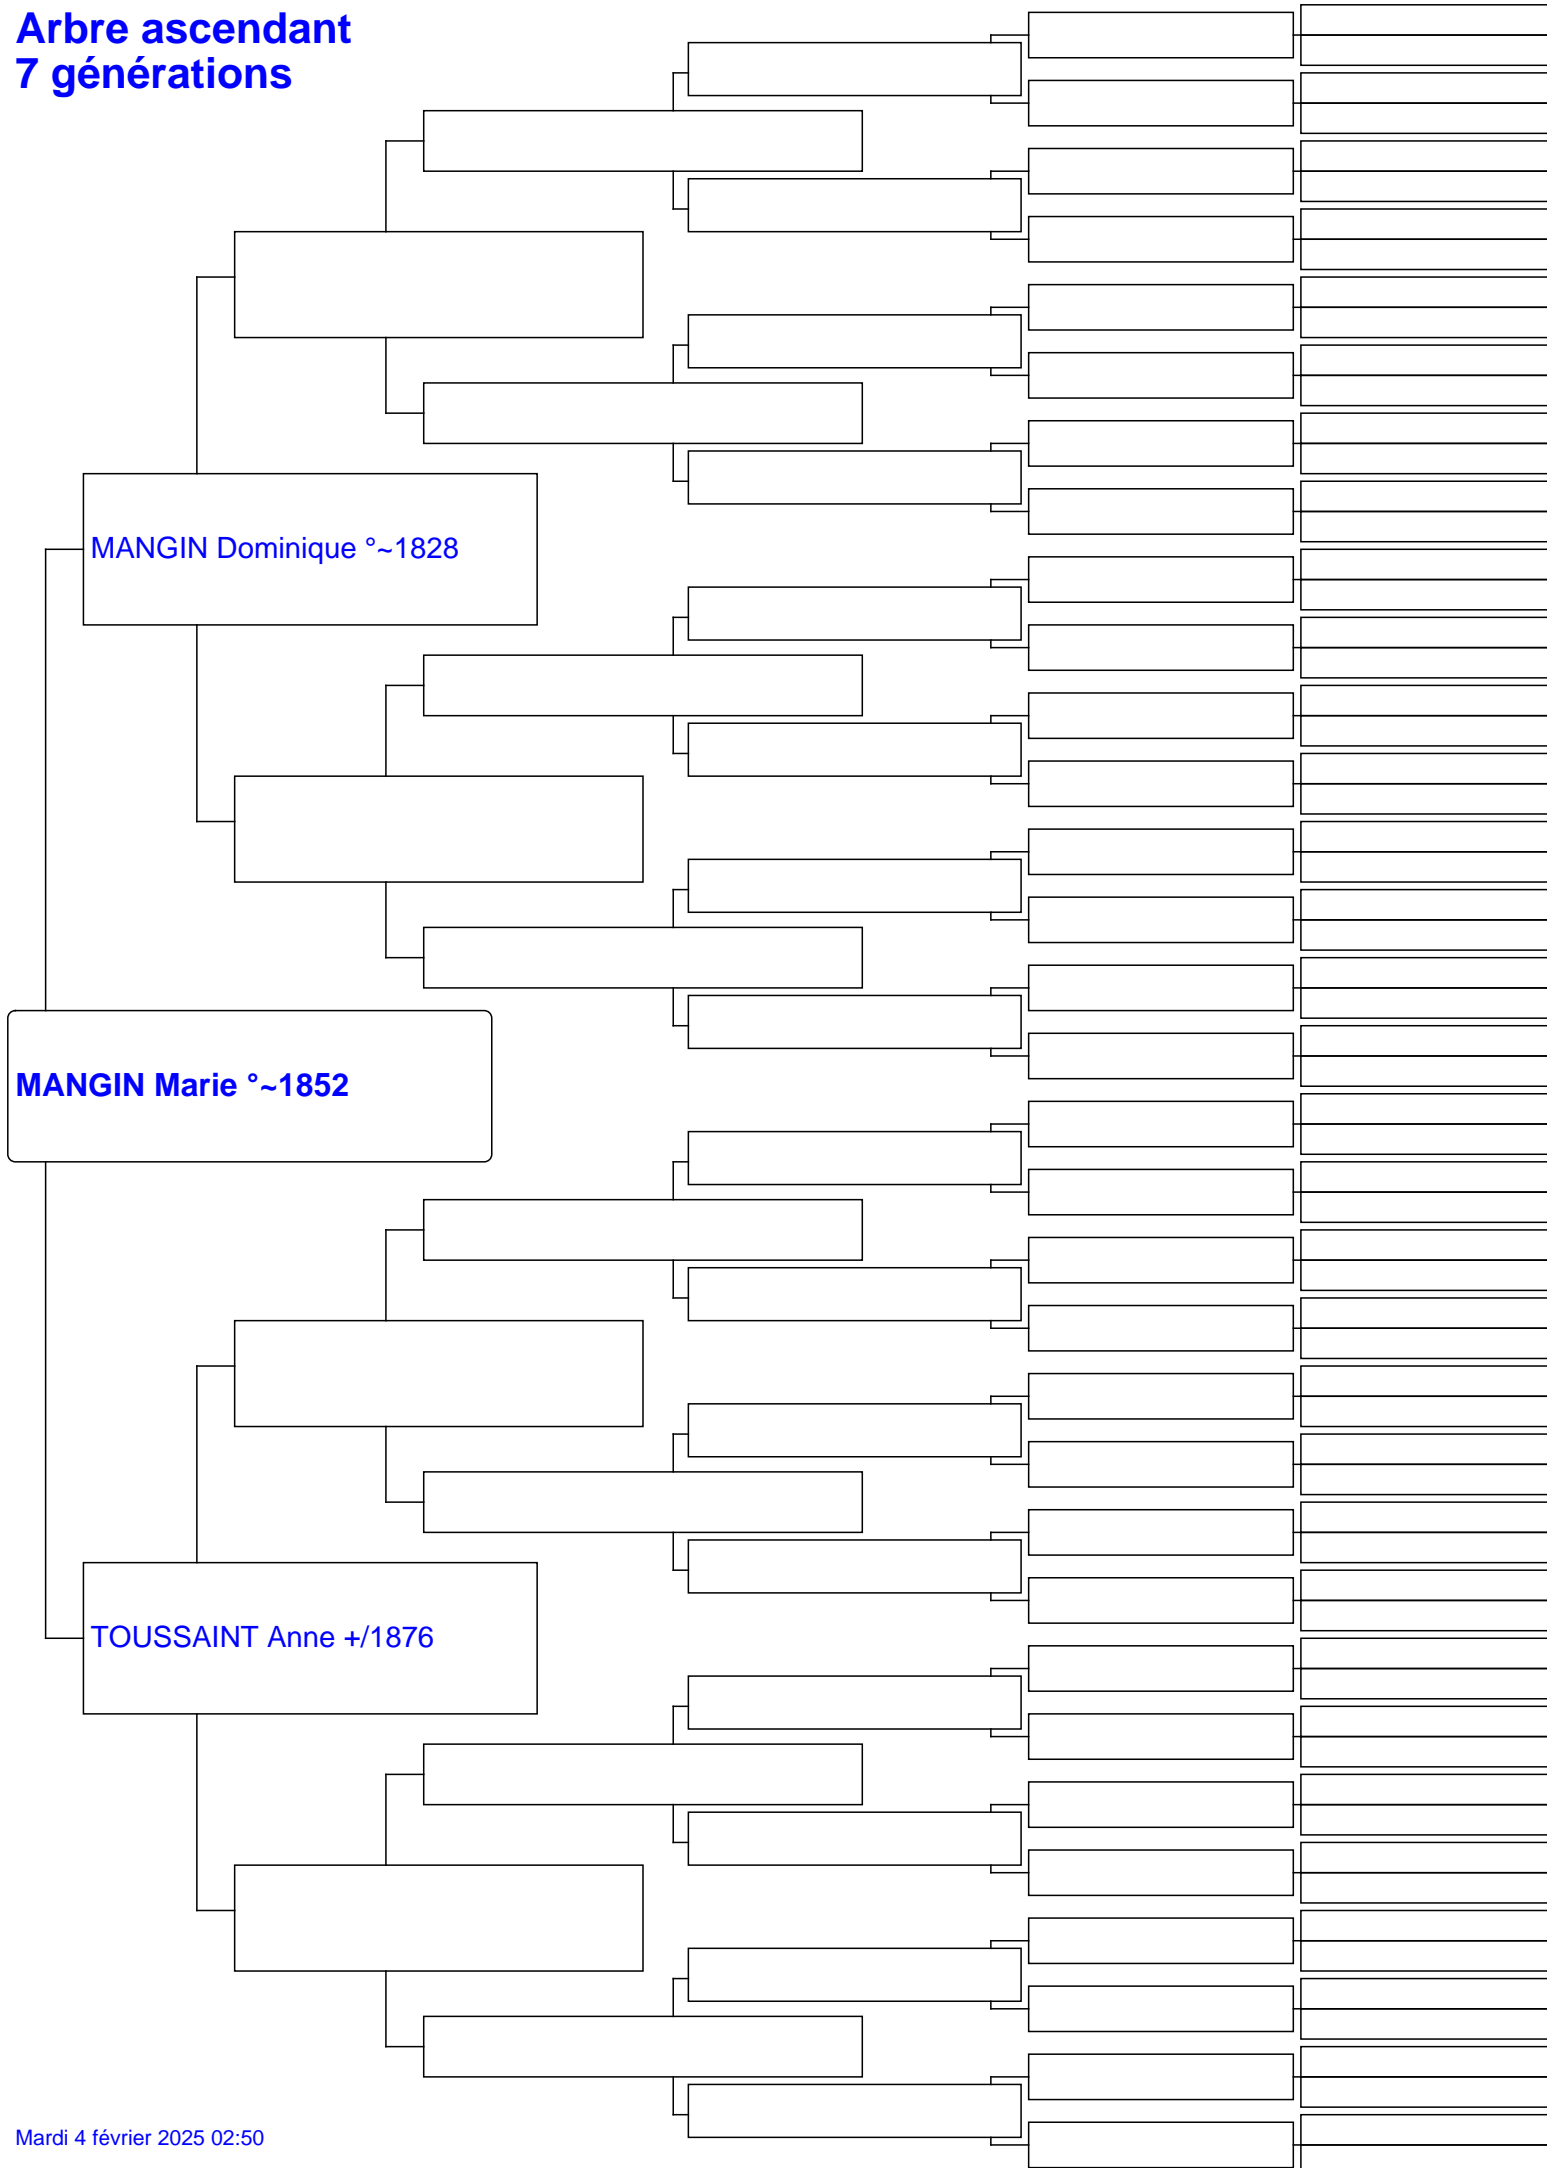 Arbre ascendant
7 générations
MANGIN Dominique °~1828
MANGIN Marie °~1852
TOUSSAINT Anne +/1876
Mardi 4 février 2025 02:50